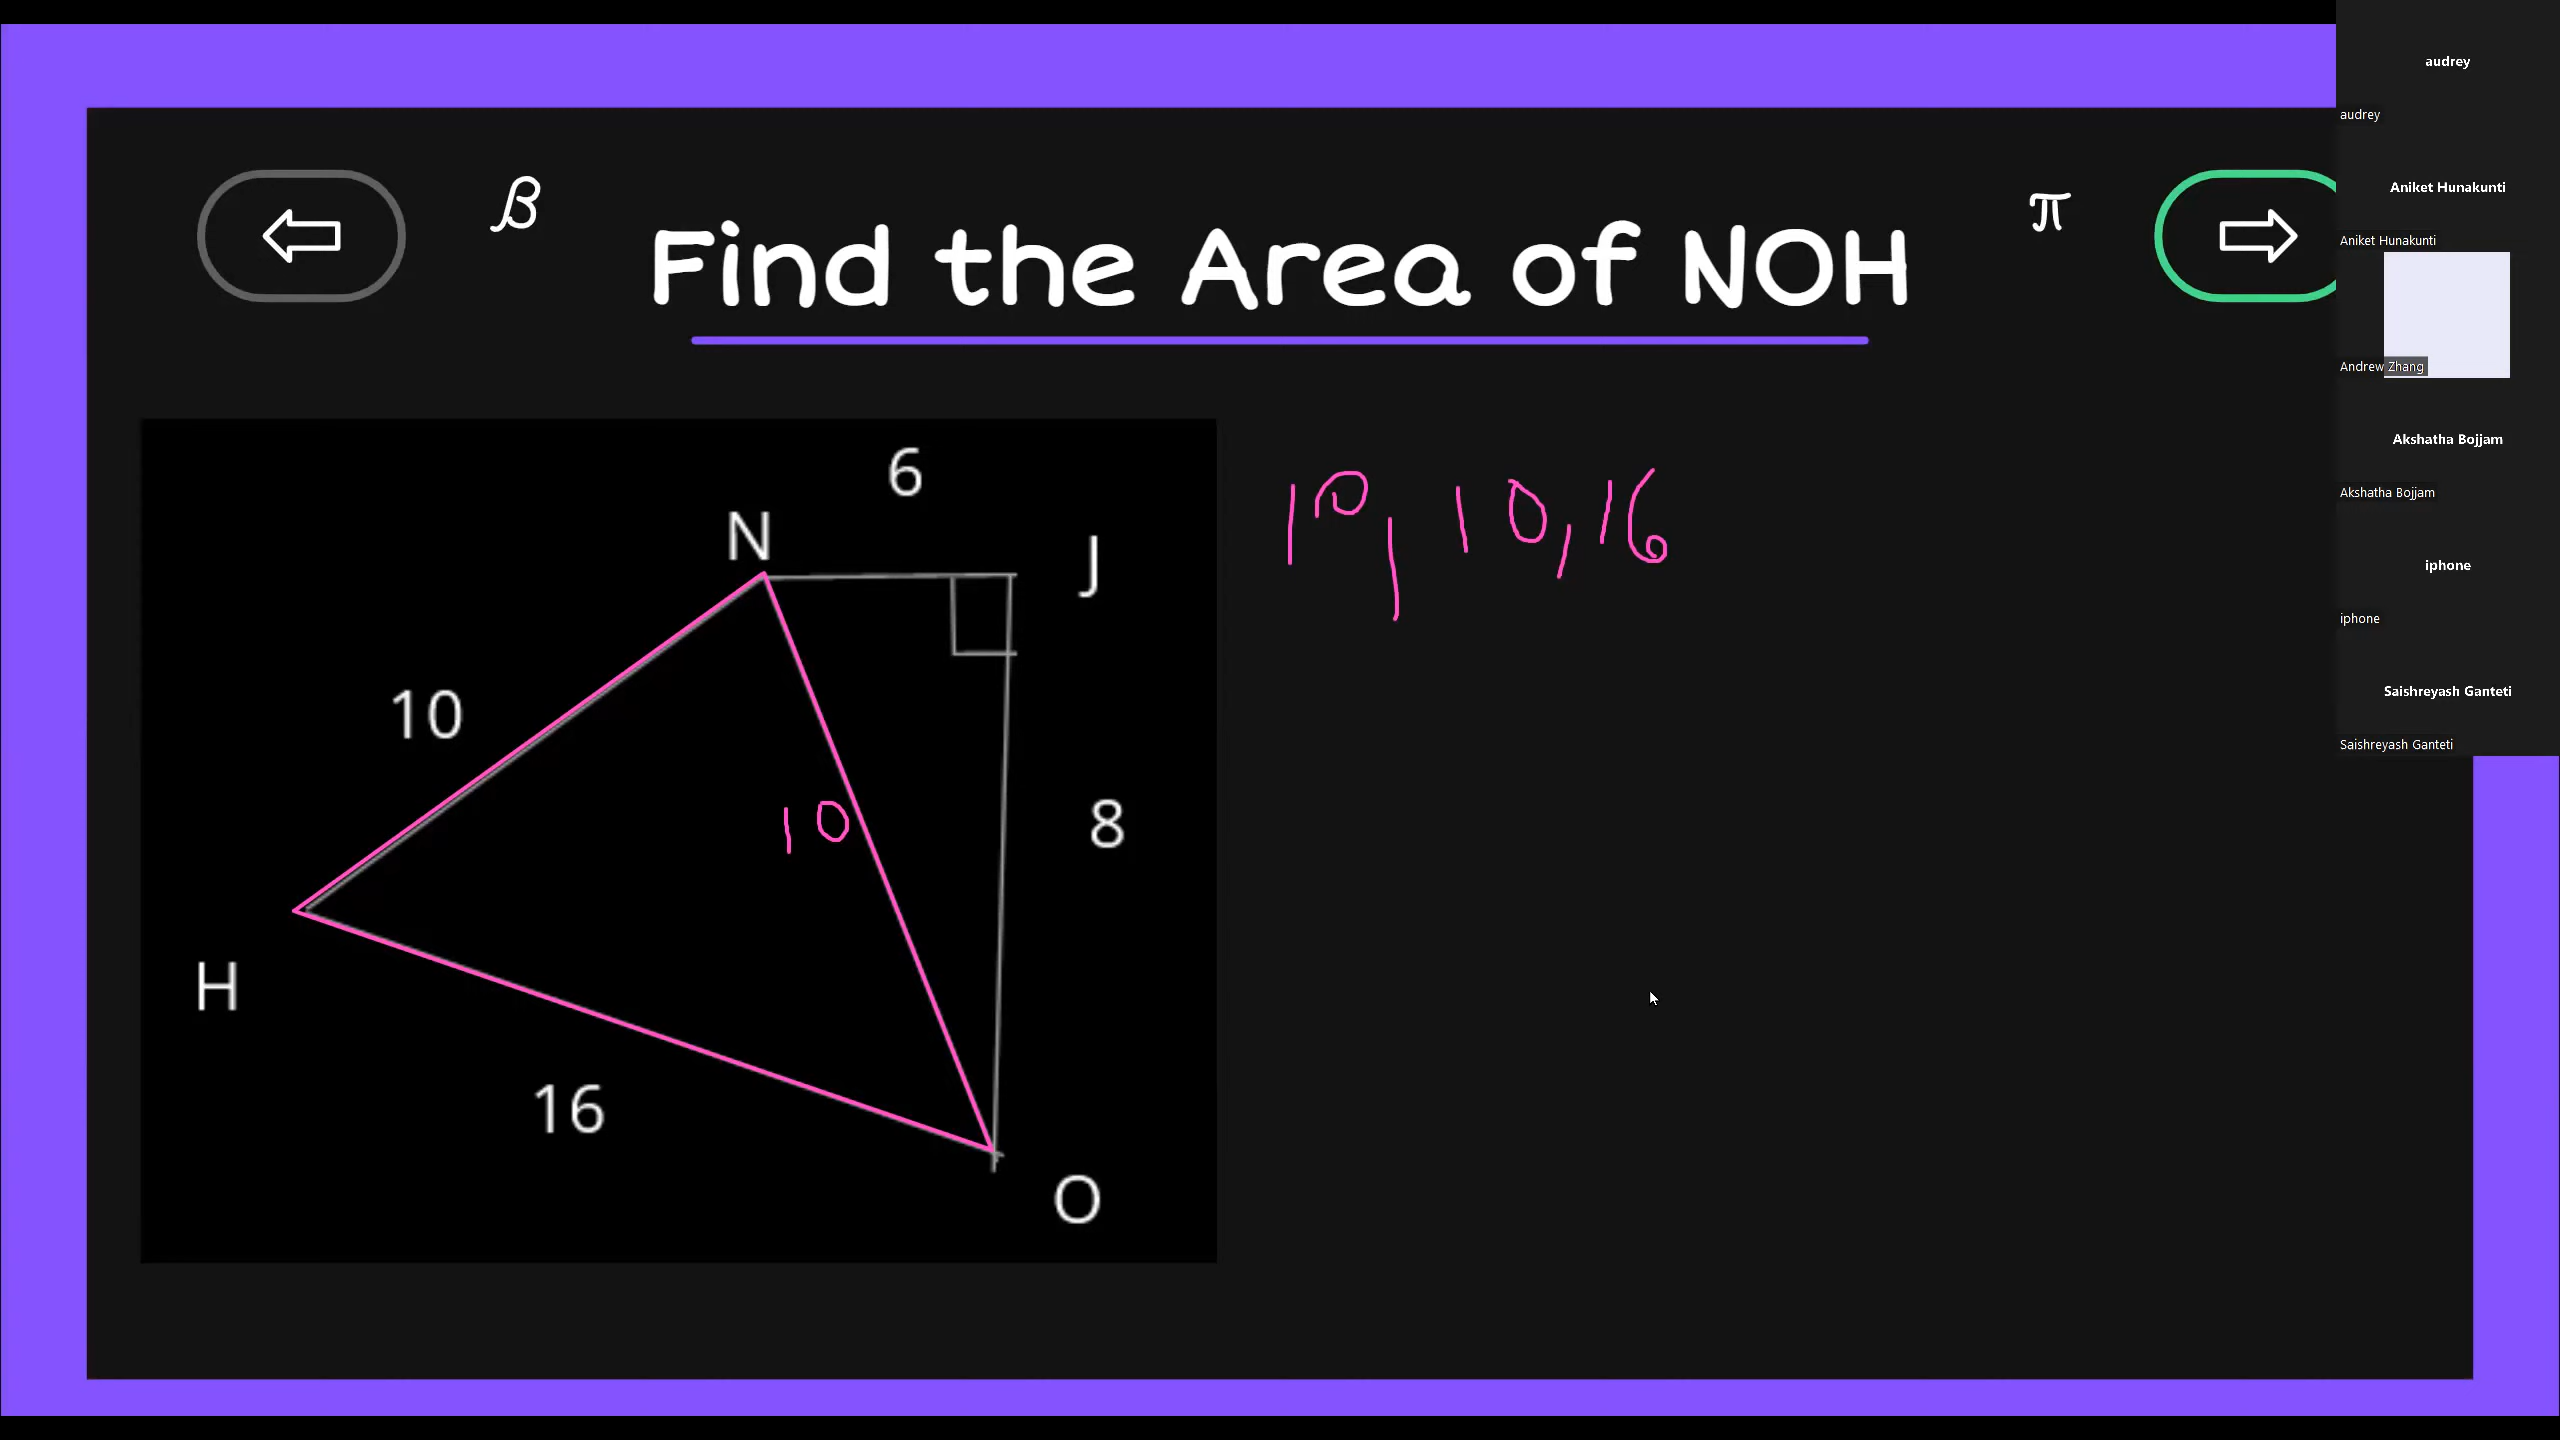 β
Find the Area of NOH
π
6
N
J
10
10
8
H
16
O
10, 10, 16
audrey
audrey
Aniket Hunakunti
Aniket Hunakunti
Andrew Zhang
Akshatha Bojjam
Akshatha Bojjam
iphone
iphone
Saishreyash Ganteti
Saishreyash Ganteti